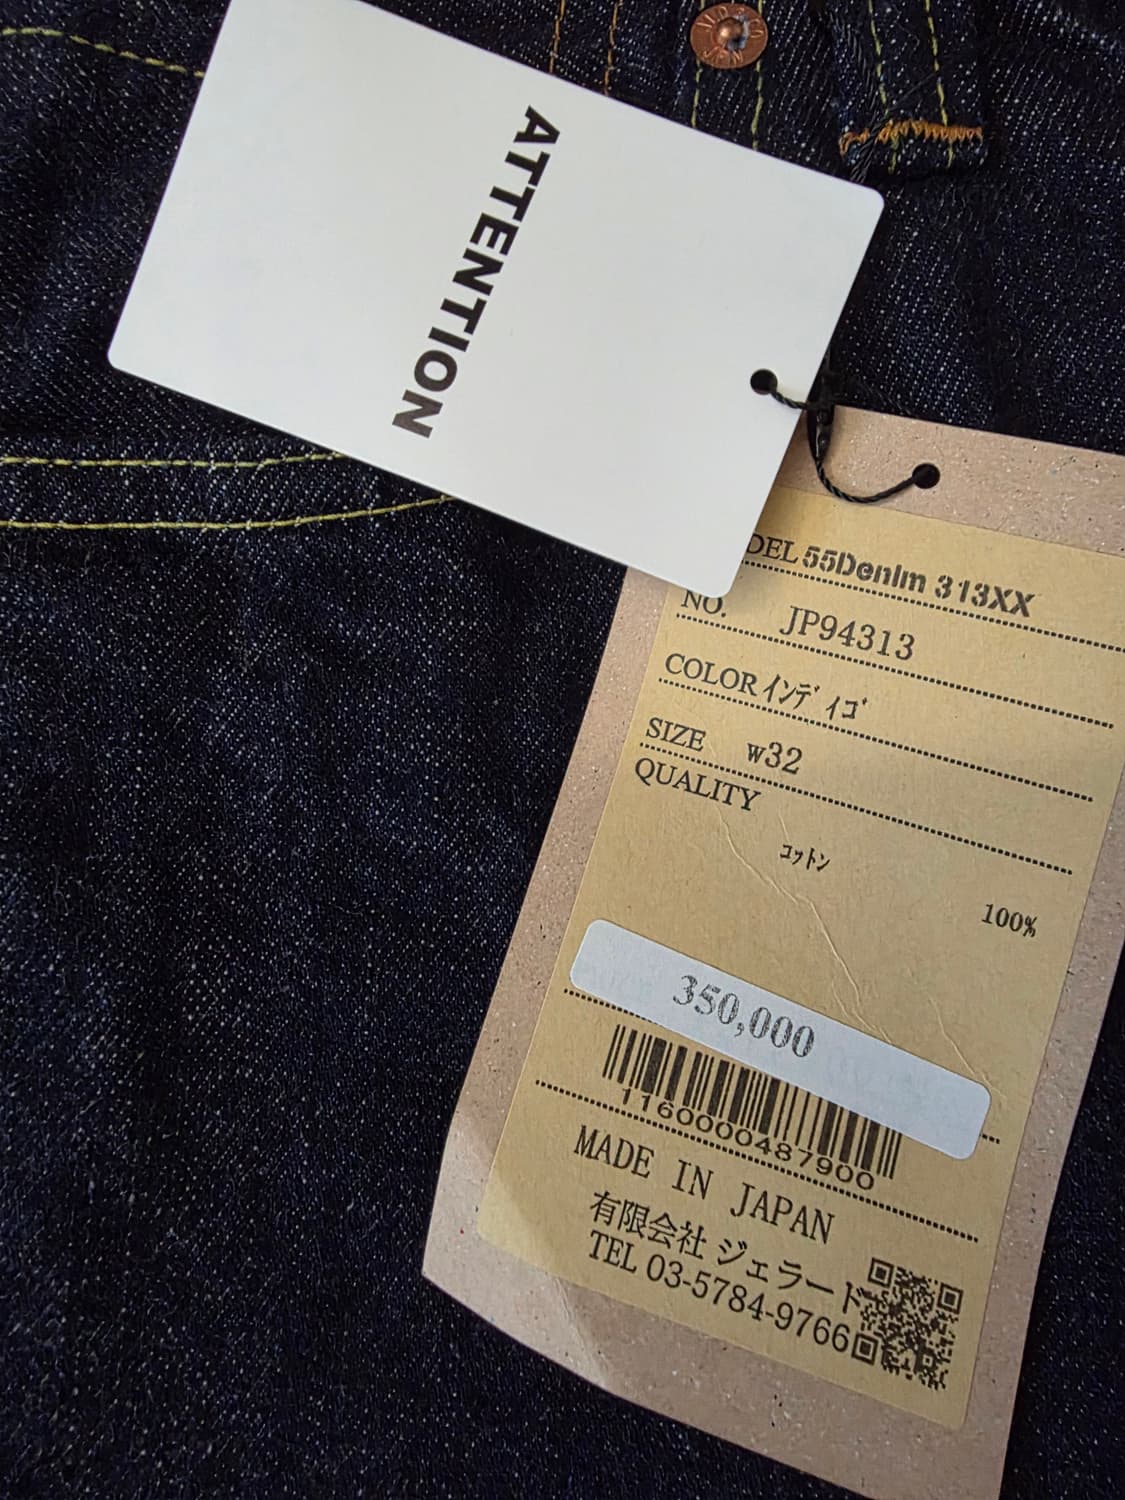 ATTENTION
DEL 55Denim 313XX
NO. JP94313
COLOR インディゴ
SIZE w32
QUALITY
コットン
100%
350,000
1160000487900
MADE IN JAPAN
有限会社 ジェラード
TEL 03-5784-9766